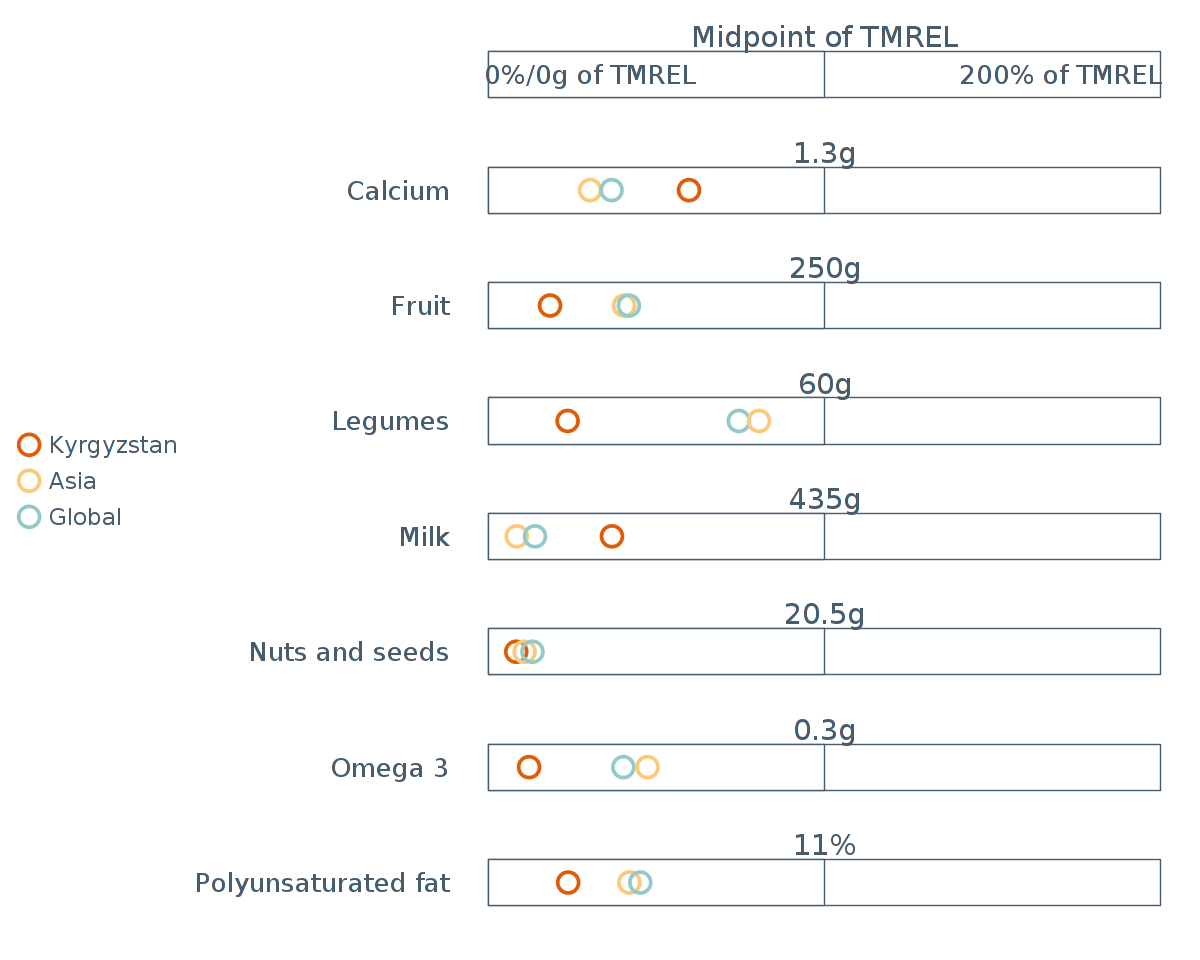 Midpoint of TMREL
0%/0g of TMREL
200% of TMREL
1.3g
Calcium
250g
Fruit
60g
Legumes
Kyrgyzstan
Asia
Global
435g
Milk
20.5g
Nuts and seeds
0.3g
Omega 3
11%
Polyunsaturated fat